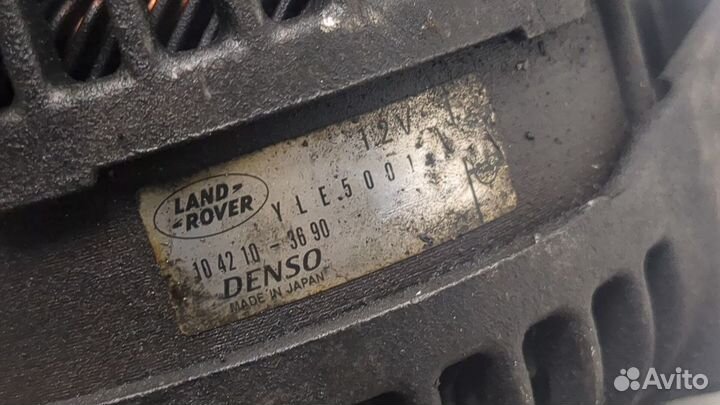 12V
LAND-
-ROVER
YLE5001
104210-3690
DENSO
MADE IN JAPAN
Avito